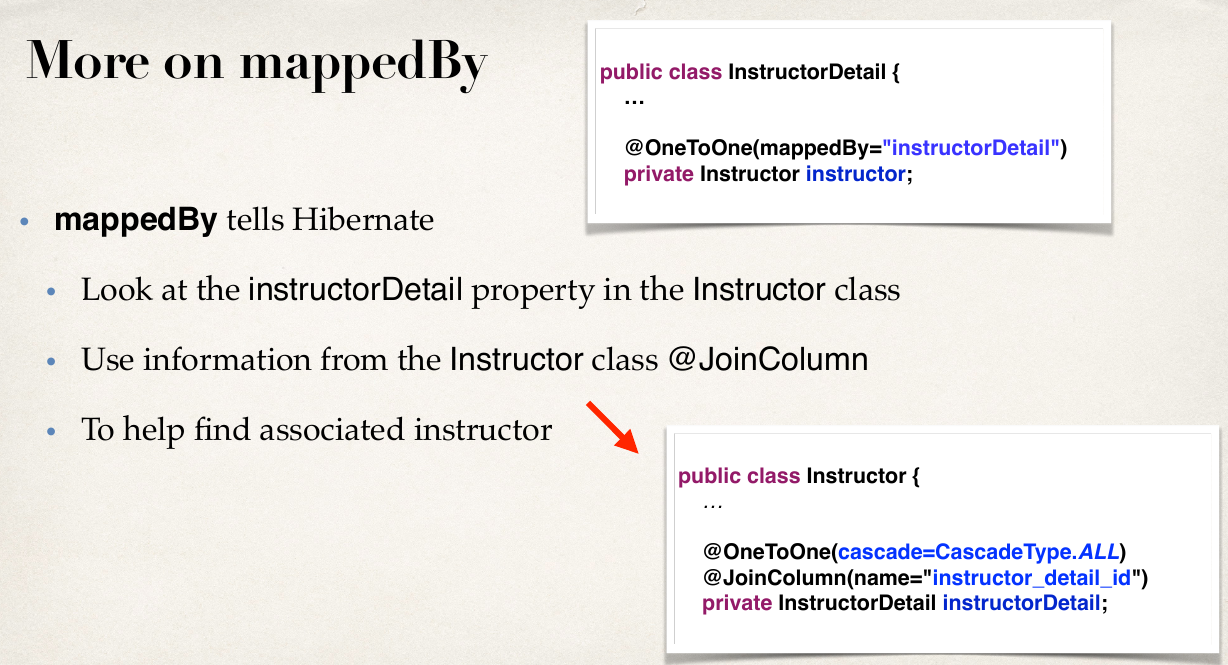 More on mappedBy
public class InstructorDetail {
...
@OneToOne(mappedBy="instructorDetail")
private Instructor instructor;
• mappedBy tells Hibernate
• Look at the instructorDetail property in the Instructor class
• Use information from the Instructor class @JoinColumn
• To help find associated instructor
public class Instructor {
...
@OneToOne(cascade=CascadeType.ALL)
@JoinColumn(name="instructor_detail_id")
private InstructorDetail instructorDetail;